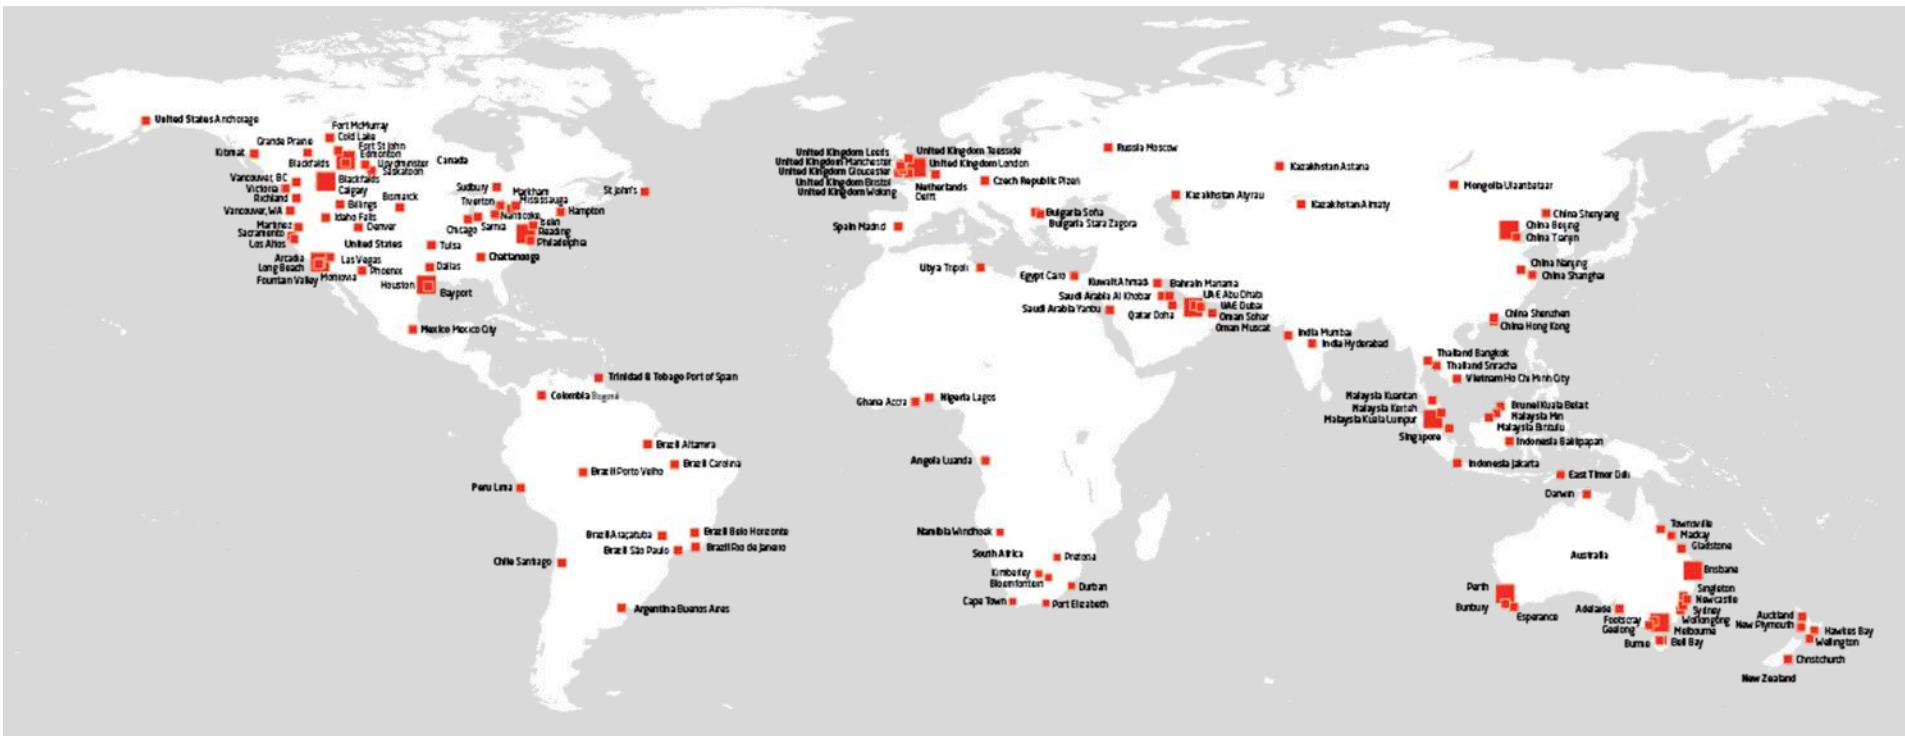 United States Anchorage
Fort McMurray
Cold Lake
Grande Prairie
Fort St John
Edmonton
Kitimat
Blackfalds
Lloydminster
Canada
Saskatoon
Vancouver, BC
Blackfalds
Victoria
Calgary
Richland
Bismarck
Billings
Vancouver, WA
Idaho Falls
Martinez
Denver
Sacramento
Los Altos
United States
Tulsa
Arcadia
Las Vegas
Long Beach
Phoenix
Dallas
Fountain Valley
Monrovia
Houston
Bayport
Sudbury
Markham
Tiverton
Mississauga
St John's
Hampton
Nanticoke
Chicago
Sarnia
Iselin
Reading
Philadelphia
Chattanooga
Mexico Mexico City
Trinidad & Tobago Port of Spain
Colombia Bogotá
Brazil Altamira
Brazil Carolina
Brazil Porto Velho
Peru Lima
Brazil Araçatuba
Brazil Belo Horizonte
Brazil São Paulo
Brazil Rio de Janeiro
Chile Santiago
Argentina Buenos Aires
United Kingdom Leeds
United Kingdom Teesside
United Kingdom Manchester
United Kingdom London
United Kingdom Gloucester
United Kingdom Bristol
United Kingdom Woking
Netherlands
Delft
Czech Republic Plzeň
Russia Moscow
Spain Madrid
Bulgaria Sofia
Bulgaria Stara Zagora
Kazakhstan Astana
Kazakhstan Atyrau
Kazakhstan Almaty
Mongolia Ulaanbataar
China Shenyang
China Beijing
China Tianjin
China Nanjing
China Shanghai
China Shenzhen
China Hong Kong
Libya Tripoli
Egypt Cairo
Kuwait Ahmadi
Bahrain Manama
Saudi Arabia Al Khobar
UAE Abu Dhabi
Saudi Arabia Yanbu
UAE Dubai
Qatar Doha
Oman Sohar
Oman Muscat
India Mumbai
India Hyderabad
Thailand Bangkok
Thailand Sriracha
Vietnam Ho Chi Minh City
Malaysia Kuantan
Malaysia Kerteh
Malaysia Kuala Lumpur
Singapore
Brunei Kuala Belait
Malaysia Miri
Malaysia Bintulu
Indonesia Balikpapan
Indonesia Jakarta
East Timor Dili
Ghana Accra
Nigeria Lagos
Angola Luanda
Namibia Windhoek
South Africa
Pretoria
Kimberley
Bloemfontein
Durban
Cape Town
Port Elizabeth
Darwin
Townsville
Mackay
Gladstone
Australia
Brisbane
Perth
Singleton
Newcastle
Bunbury
Esperance
Adelaide
Sydney
Footscray
Wollongong
Geelong
Melbourne
Burnie
Bell Bay
Auckland
New Plymouth
Hawkes Bay
Wellington
Christchurch
New Zealand